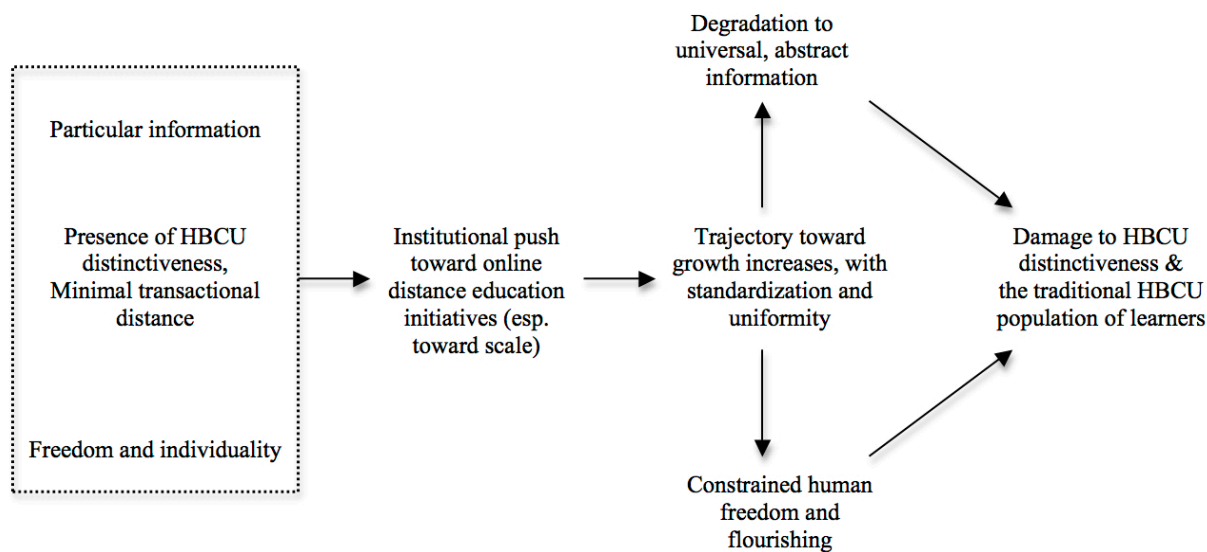 Particular information
Presence of HBCU
distinctiveness,
Minimal transactional
distance
Freedom and individuality
Institutional push
toward online
distance education
initiatives (esp.
toward scale)
Degradation to
universal, abstract
information
Trajectory toward
growth increases, with
standardization and
uniformity
Constrained human
freedom and
flourishing
Damage to HBCU
distinctiveness &
the traditional HBCU
population of learners